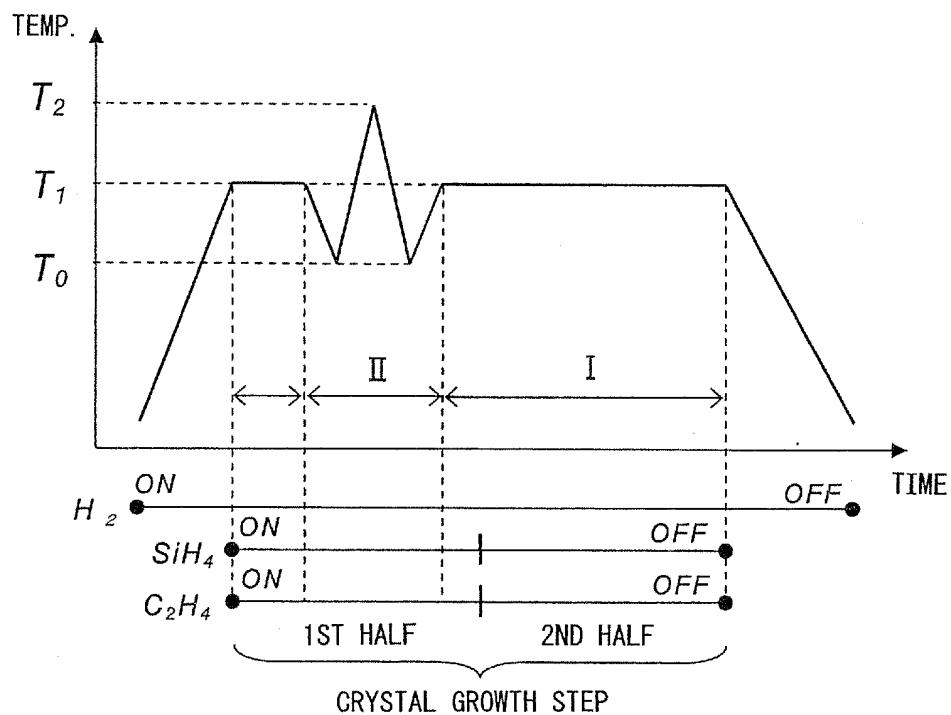 TEMP.
T2
T1
T0
II I
TIME
ON OFF
H2
ON OFF
SiH4
ON OFF
C2H4
1ST HALF 2ND HALF
CRYSTAL GROWTH STEP